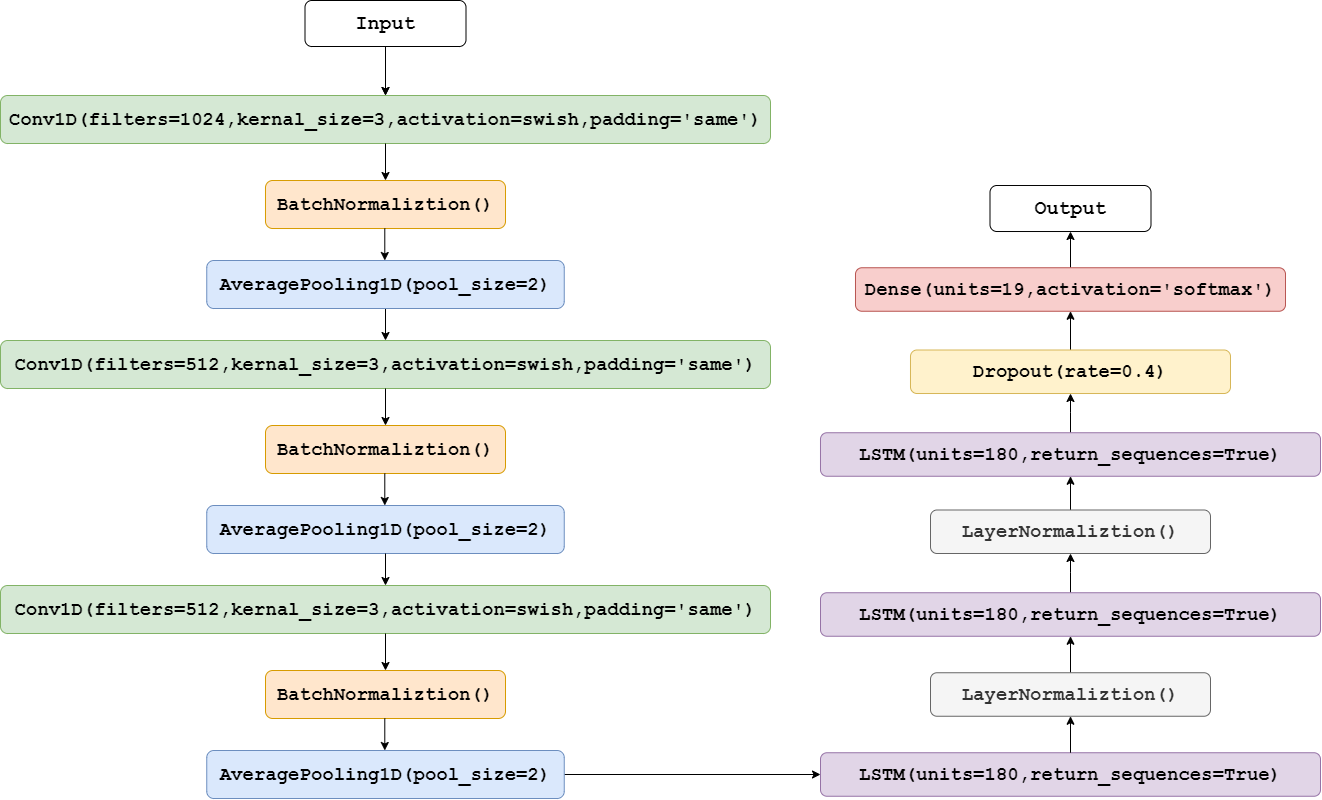 Input
Conv1D(filters=1024,kernal_size=3,activation=swish,padding='same')
BatchNormaliztion()
AveragePooling1D(pool_size=2)
Conv1D(filters=512,kernal_size=3,activation=swish,padding='same')
BatchNormaliztion()
AveragePooling1D(pool_size=2)
Conv1D(filters=512,kernal_size=3,activation=swish,padding='same')
BatchNormaliztion()
AveragePooling1D(pool_size=2)
LSTM(units=180,return_sequences=True)
LayerNormaliztion()
LSTM(units=180,return_sequences=True)
LayerNormaliztion()
LSTM(units=180,return_sequences=True)
Dropout(rate=0.4)
Dense(units=19,activation='softmax')
Output